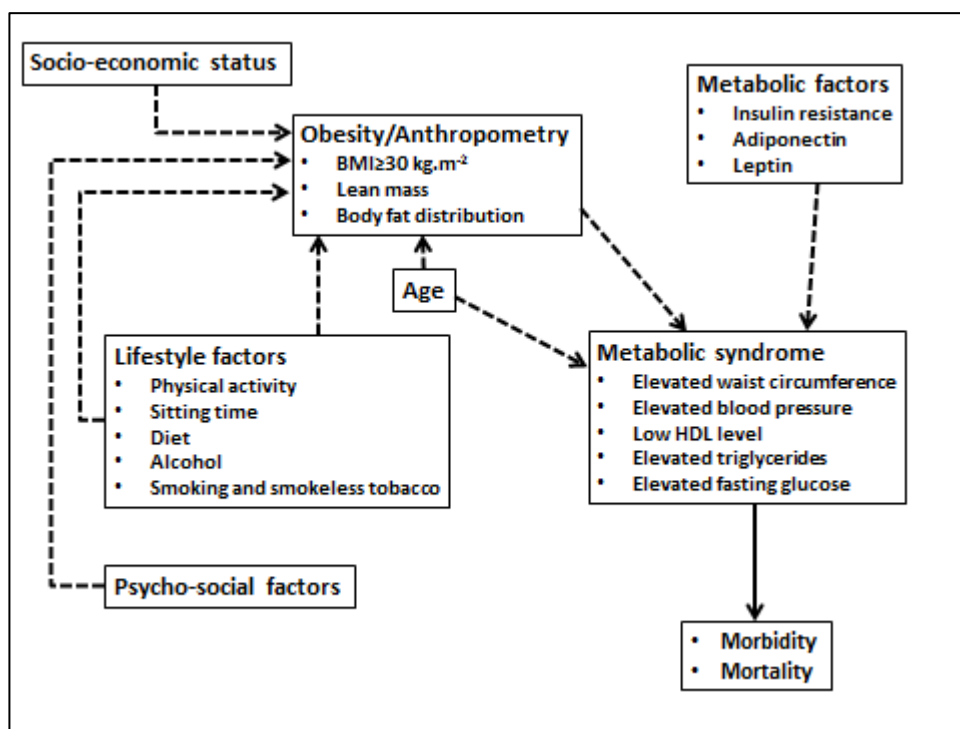 Socio-economic status
Metabolic factors
• Insulin resistance
• Adiponectin
• Leptin
Obesity/Anthropometry
• BMI≥30 kg.m⁻²
• Lean mass
• Body fat distribution
Age
Lifestyle factors
• Physical activity
• Sitting time
• Diet
• Alcohol
• Smoking and smokeless tobacco
Metabolic syndrome
• Elevated waist circumference
• Elevated blood pressure
• Low HDL level
• Elevated triglycerides
• Elevated fasting glucose
Psycho-social factors
• Morbidity
• Mortality